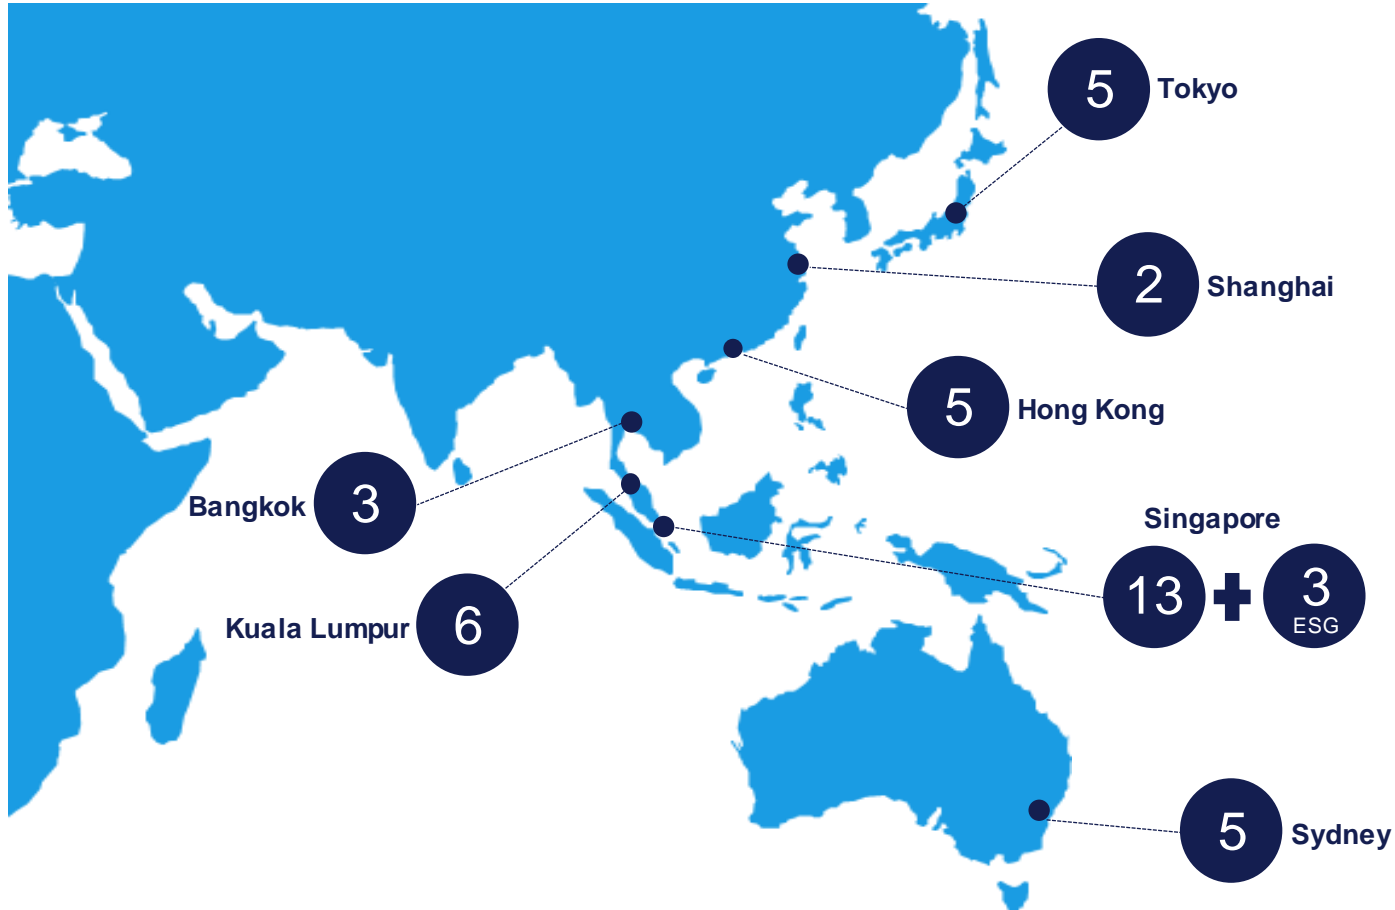 5 Tokyo
2 Shanghai
5 Hong Kong
Bangkok 3
Singapore
13 + 3
ESG
Kuala Lumpur 6
5 Sydney